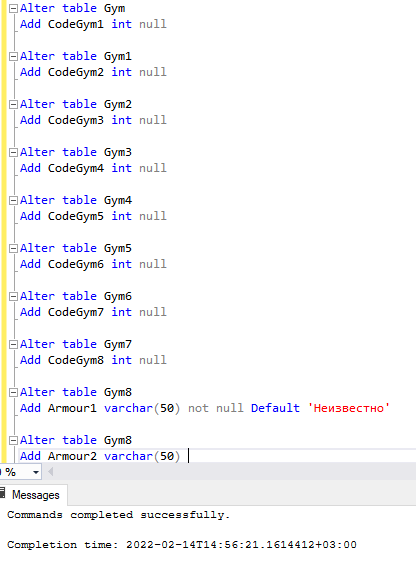 Alter table Gym
Add CodeGym1 int null
Alter table Gym1
Add CodeGym2 int null
Alter table Gym2
Add CodeGym3 int null
Alter table Gym3
Add CodeGym4 int null
Alter table Gym4
Add CodeGym5 int null
Alter table Gym5
Add CodeGym6 int null
Alter table Gym6
Add CodeGym7 int null
Alter table Gym7
Add CodeGym8 int null
Alter table Gym8
Add Armour1 varchar(50) not null Default 'Неизвестно'
Alter table Gym8
Add Armour2 varchar(50)
%
Messages
Commands completed successfully.
Completion time: 2022-02-14T14:56:21.1614412+03:00